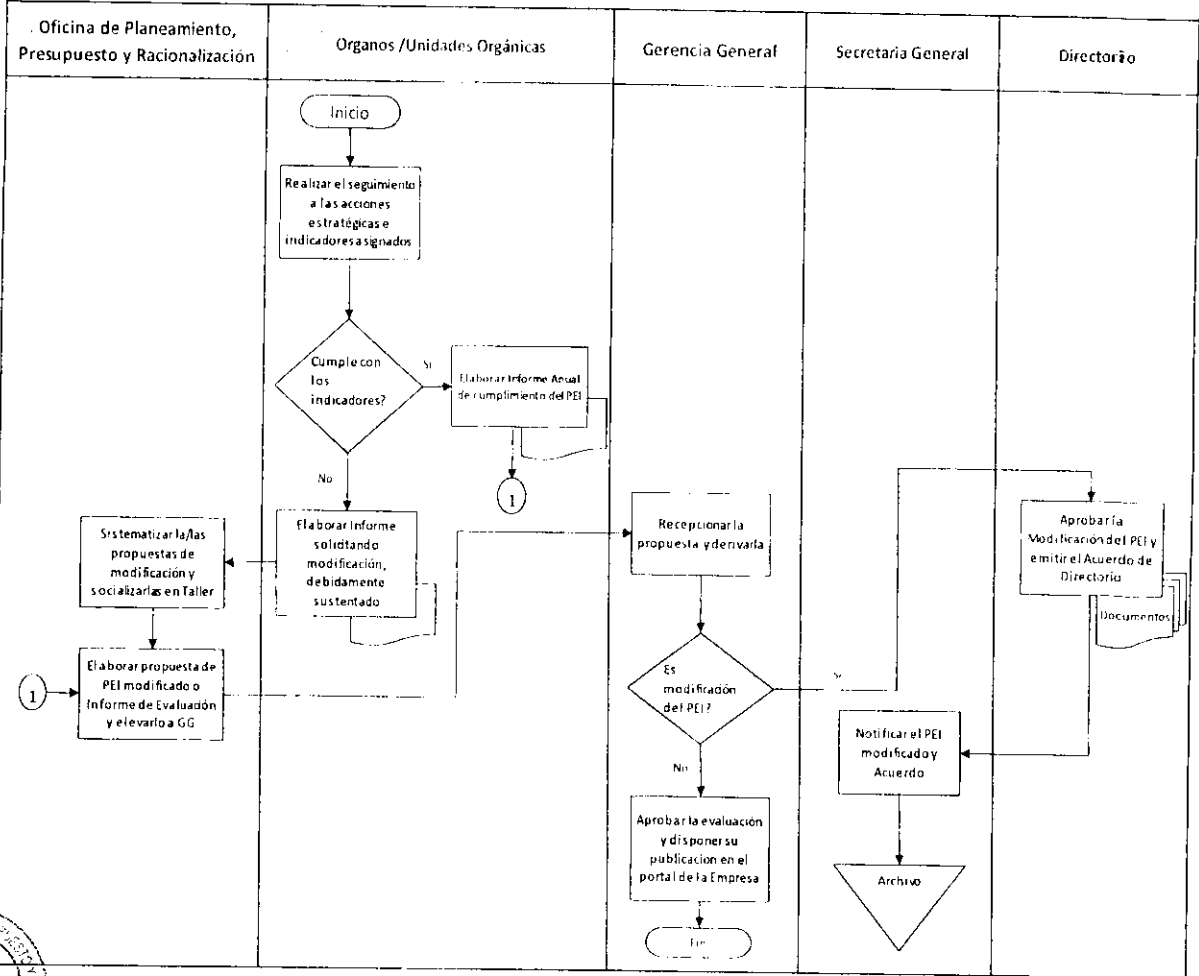 Oficina de Planeamiento,
Presupuesto y Racionalización
Organos /Unidades Orgánicas
Gerencia General
Secretaria General
Directorio
Inicio
Realizar el seguimiento
a las acciones
estratégicas e
indicadores asignados
Cumple con
los
indicadores?
Si
Elaborar Informe Anual
de cumplimiento del PEI
1
No
Elaborar Informe
solicitando
modificación,
debidamente
sustentado
Sistematizar la/las
propuestas de
modificación y
socializarlas en Taller
1
Elaborar propuesta de
PEI modificado o
Informe de Evaluación
y elevarlo a GG
Recepcionar la
propuesta y derivarla
Es
modificación
del PEI?
Si
No
Aprobar la evaluación
y disponer su
publicacion en el
portal de la Empresa
Fin
Aprobar la
Modificación del PEI y
emitir el Acuerdo de
Directorio
Documentos
Notificar el PEI
modificado y
Acuerdo
Archivo